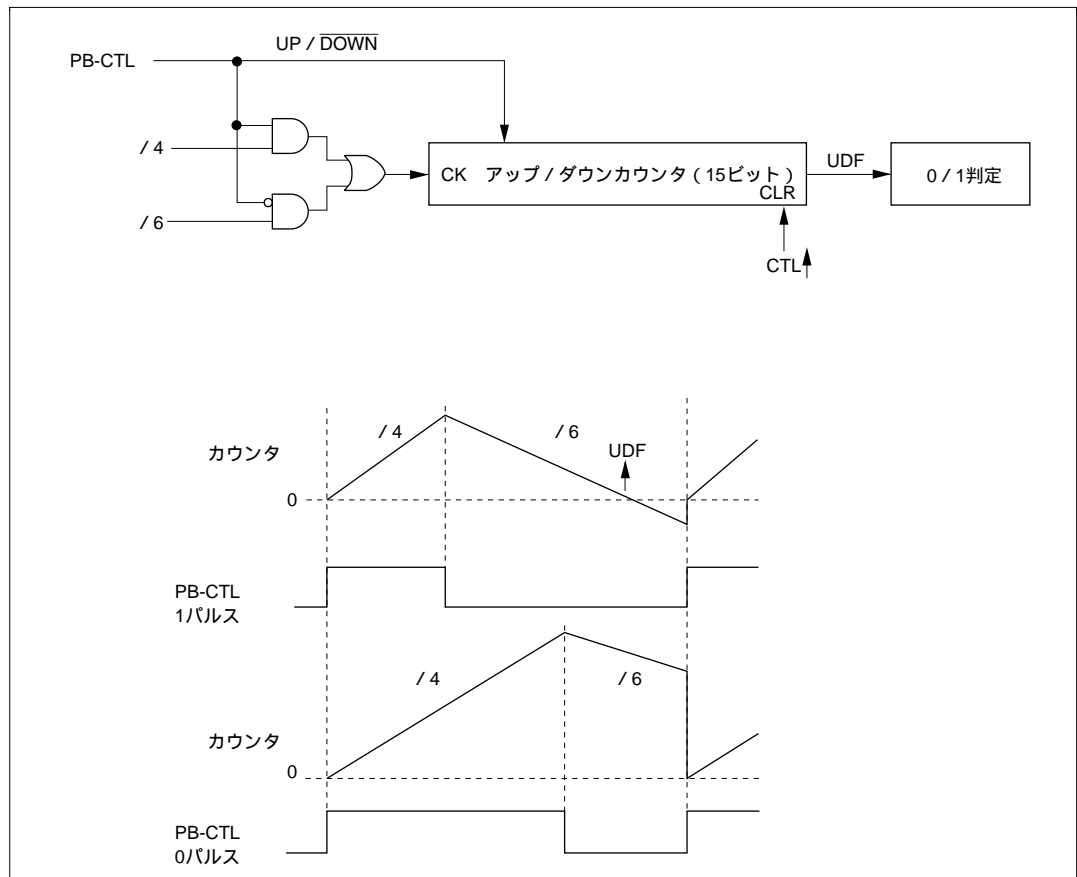 UP / DOWN
PB-CTL
/ 4
CK アップ / ダウンカウンタ（15ビット）
UDF
0 / 1判定
CLR
/ 6
CTL
/ 4
/ 6
カウンタ
UDF
0
PB-CTL
1パルス
/ 4
/ 6
カウンタ
0
PB-CTL
0パルス